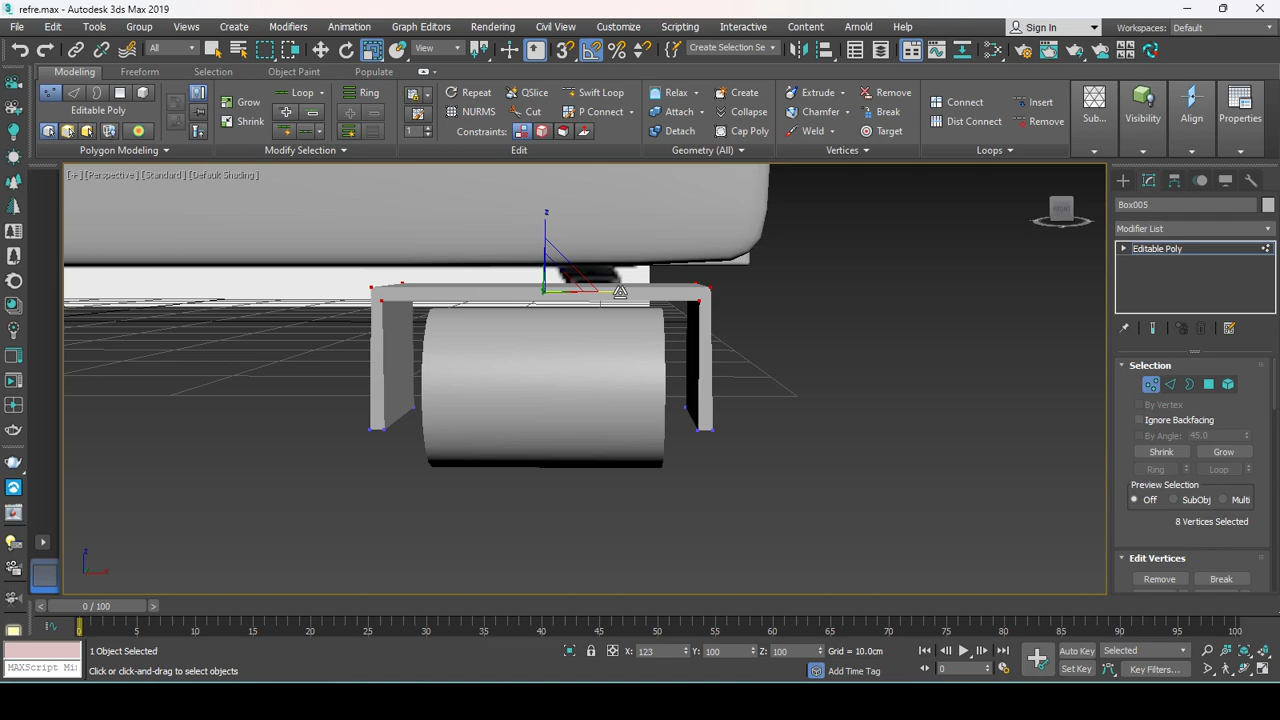 refre.max - Autodesk 3ds Max 2019
File Edit Tools Group Views Create Modifiers Animation Graph Editors Rendering Civil View Customize Scripting Interactive Content Arnold Help Sign In Workspaces: Default
All View Create Selection Se
Modeling Freeform Selection Object Paint Populate
Grow Loop Ring Repeat QSlice Swift Loop Relax Create Extrude Remove Connect Insert
Editable Poly Shrink NURMS Cut P Connect Attach Collapse Chamfer Break Dist Connect Remove Sub... Visibility Align Properties
1 Constraints: Detach Cap Poly Weld Target
Polygon Modeling Modify Selection Edit Geometry (All) Vertices Loops
[+] [Perspective] [Standard] [Default Shading]
FRONT
z
z
x
Box005
Modifier List
Editable Poly
Selection
By Vertex
Ignore Backfacing
By Angle: 45.0
Shrink Grow
Ring Loop
Preview Selection
Off SubObj Multi
8 Vertices Selected
Edit Vertices
Remove Break
< 0 / 100 >
0 5 10 15 20 25 30 35 40 45 50 55 60 65 70 75 80 85 90 95 100
1 Object Selected X: 123 Y: 100 Z: 100 Grid = 10.0cm Auto Key Selected
MAXScript Mi Click or click-and-drag to select objects Add Time Tag 0 Set Key Key Filters...